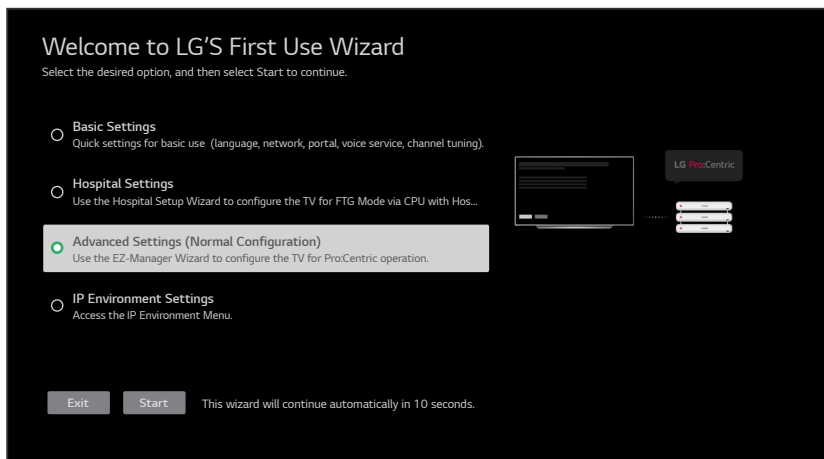 Welcome to LG'S First Use Wizard
Select the desired option, and then select Start to continue.
Basic Settings
Quick settings for basic use (language, network, portal, voice service, channel tuning).
Hospital Settings
Use the Hospital Setup Wizard to configure the TV for FTG Mode via CPU with Hos...
Advanced Settings (Normal Configuration)
Use the EZ-Manager Wizard to configure the TV for Pro:Centric operation.
IP Environment Settings
Access the IP Environment Menu.
LG Pro:Centric
Exit
Start
This wizard will continue automatically in 10 seconds.